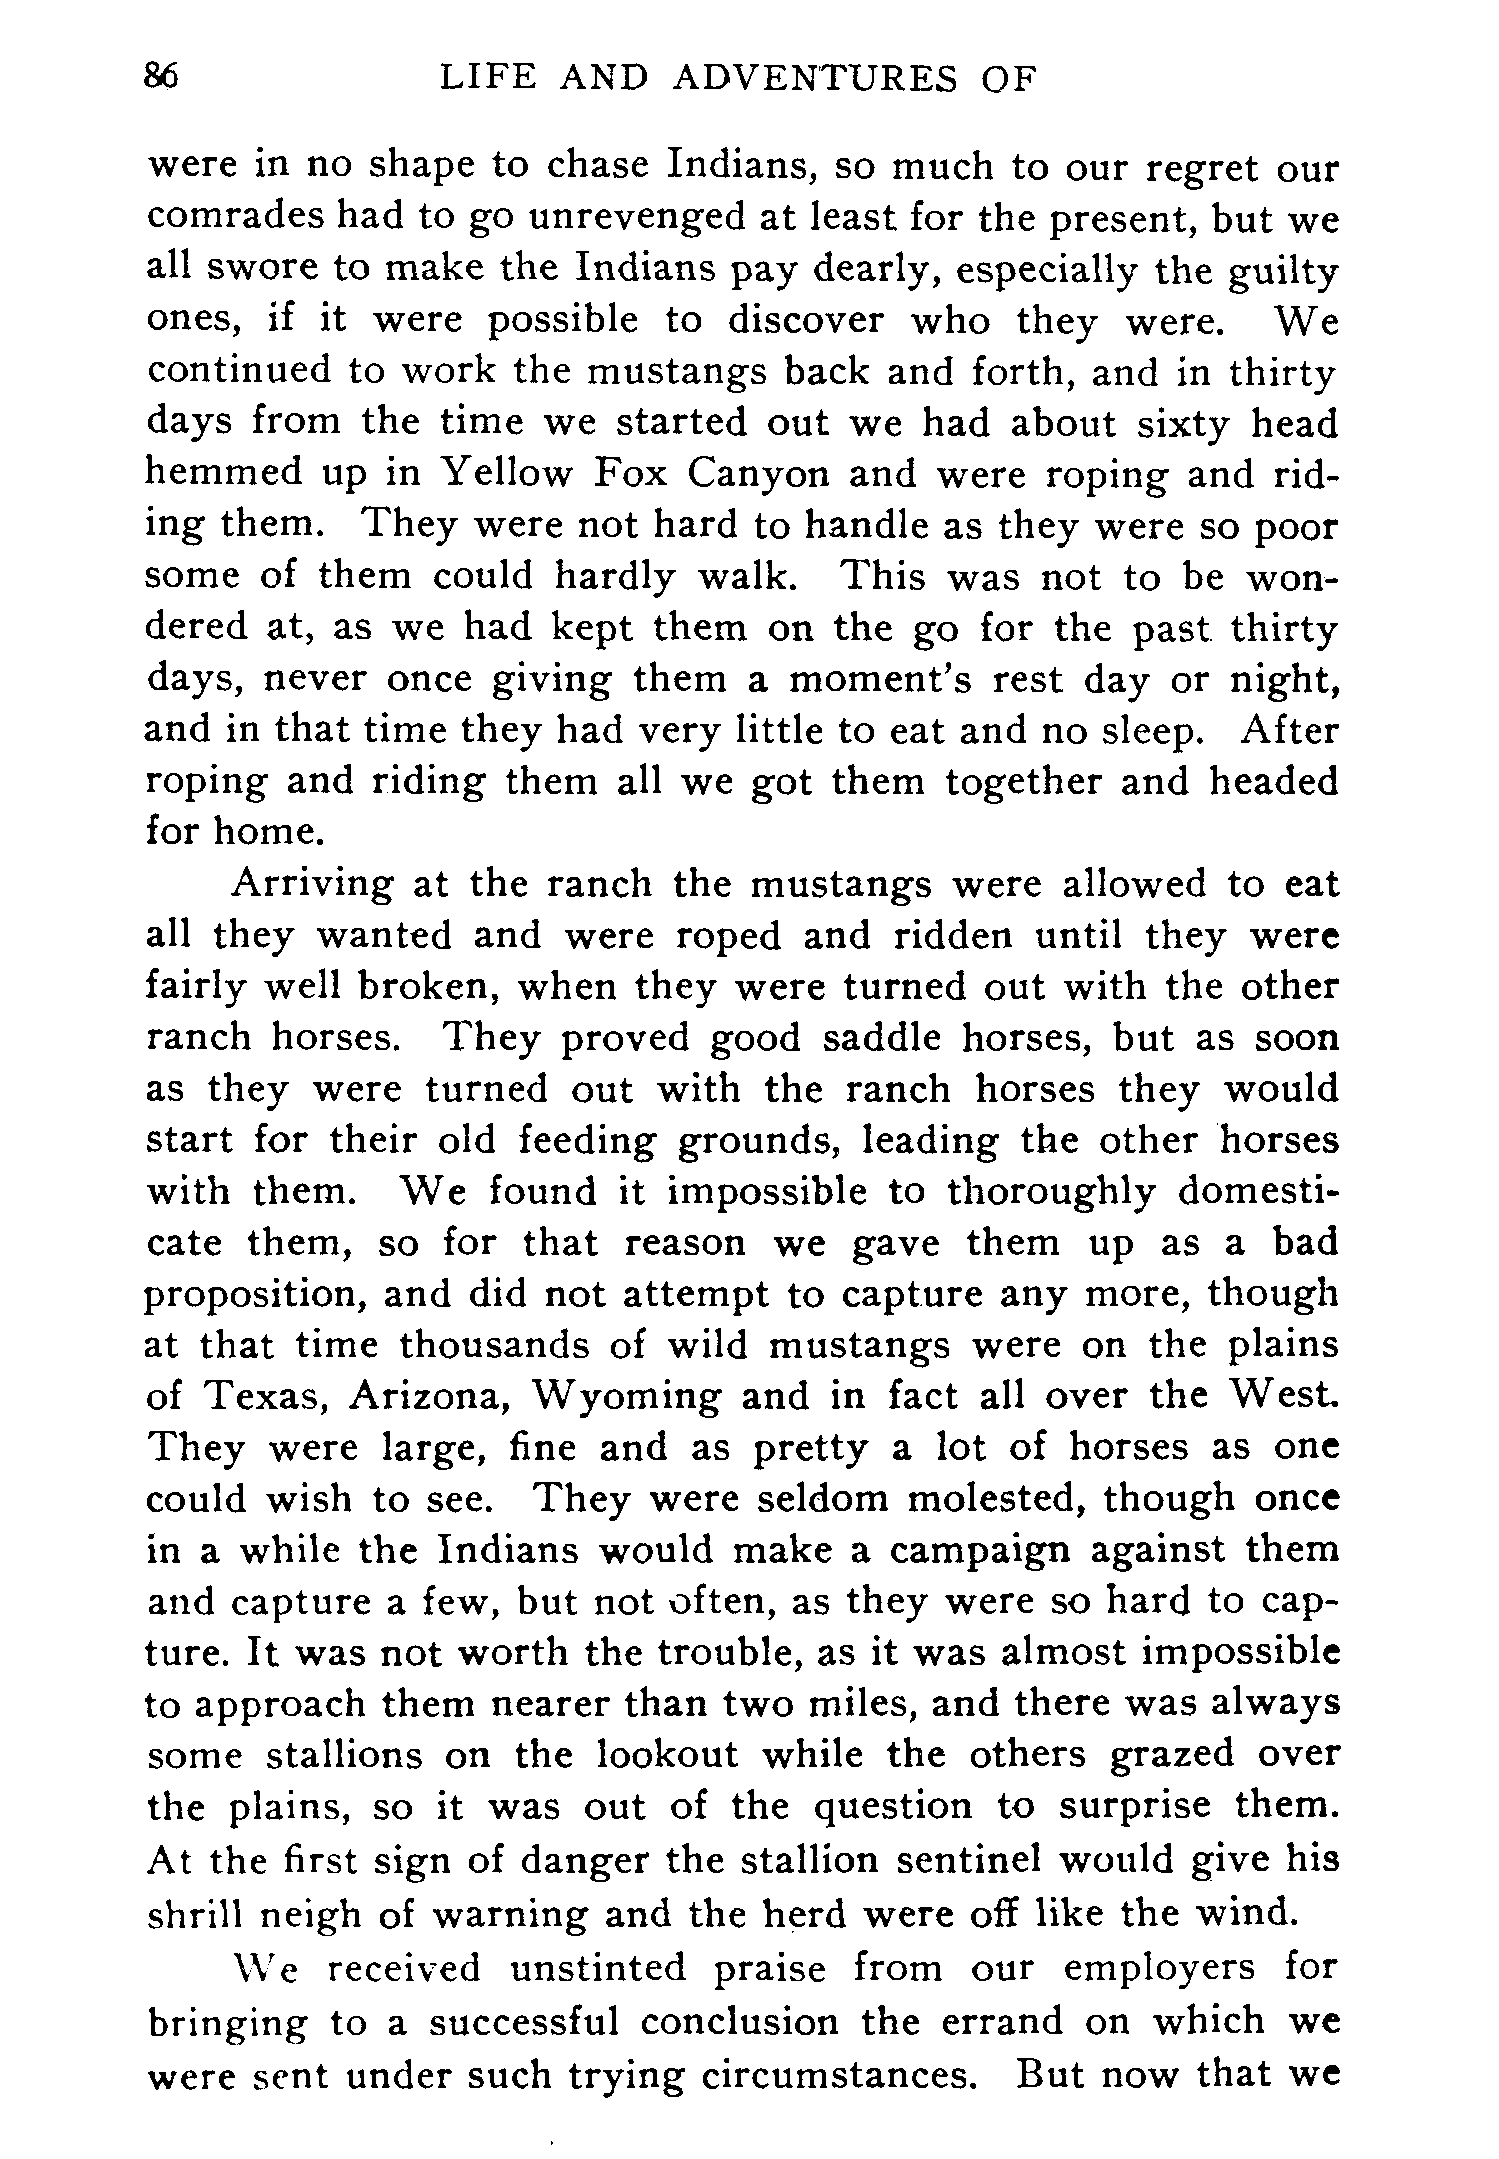 86 LIFE AND ADVENTURES OF
were in no shape to chase Indians, so much to our regret our
comrades had to go unrevenged at least for the present, but we
all swore to make the Indians pay dearly, especially the guilty
ones, if it were possible to discover who they were. We
continued to work the mustangs back and forth, and in thirty
days from the time we started out we had about sixty head
hemmed up in Yellow Fox Canyon and were roping and rid-
ing them. They were not hard to handle as they were so poor
some of them could hardly walk. This was not to be won-
dered at, as we had kept them on the go for the past thirty
days, never once giving them a moment's rest day or night,
and in that time they had very little to eat and no sleep. After
roping and riding them all we got them together and headed
for home.
Arriving at the ranch the mustangs were allowed to eat
all they wanted and were roped and ridden until they were
fairly well broken, when they were turned out with the other
ranch horses. They proved good saddle horses, but as soon
as they were turned out with the ranch horses they would
start for their old feeding grounds, leading the other horses
with them. We found it impossible to thoroughly domesti-
cate them, so for that reason we gave them up as a bad
proposition, and did not attempt to capture any more, though
at that time thousands of wild mustangs were on the plains
of Texas, Arizona, Wyoming and in fact all over the West.
They were large, fine and as pretty a lot of horses as one
could wish to see. They were seldom molested, though once
in a while the Indians would make a campaign against them
and capture a few, but not often, as they were so hard to cap-
ture. It was not worth the trouble, as it was almost impossible
to approach them nearer than two miles, and there was always
some stallions on the lookout while the others grazed over
the plains, so it was out of the question to surprise them.
At the first sign of danger the stallion sentinel would give his
shrill neigh of warning and the herd were off like the wind.
We received unstinted praise from our employers for
bringing to a successful conclusion the errand on which we
were sent under such trying circumstances. But now that we